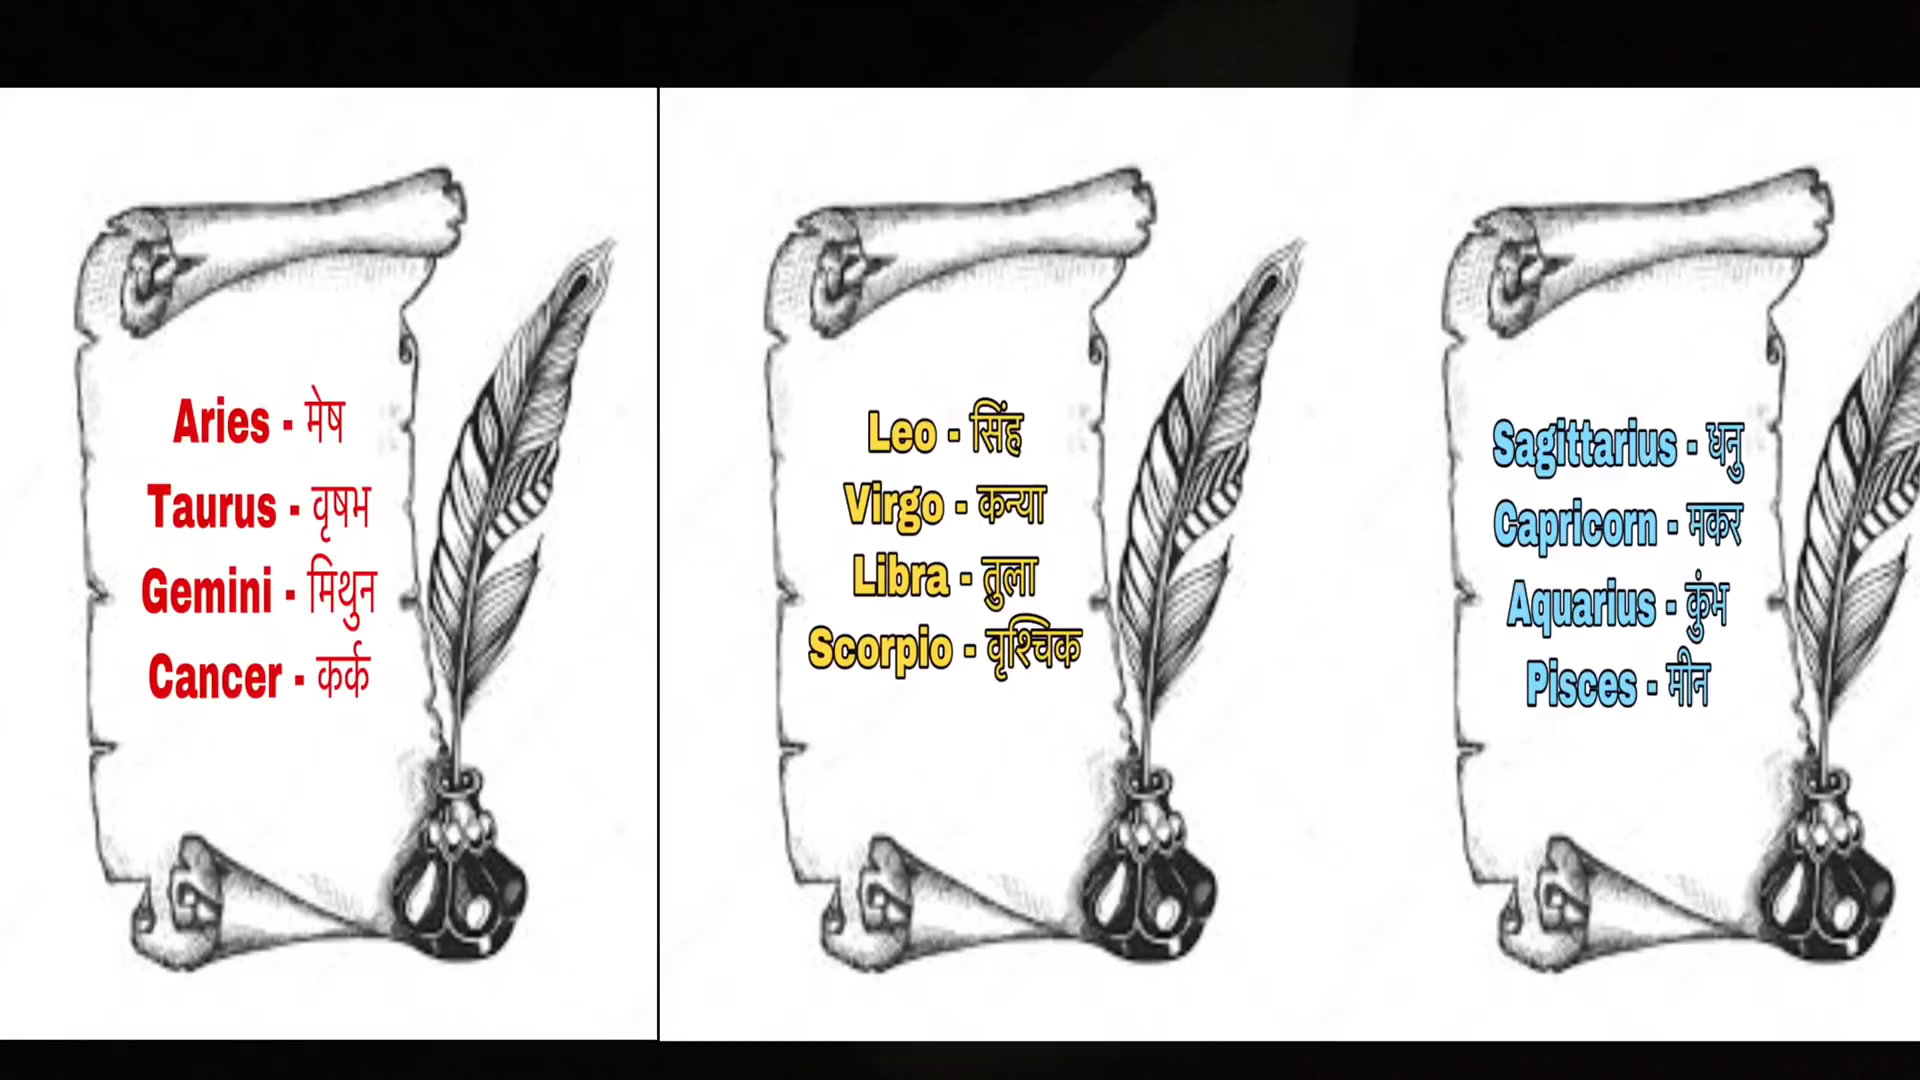 Aries - मेष
Taurus - वृषभ
Gemini - मिथुन
Cancer - कर्क
Leo - सिंह
Virgo - कन्या
Libra - तुला
Scorpio - वृश्चिक
Sagittarius - धनु
Capricorn - मकर
Aquarius - कुंभ
Pisces - मीन